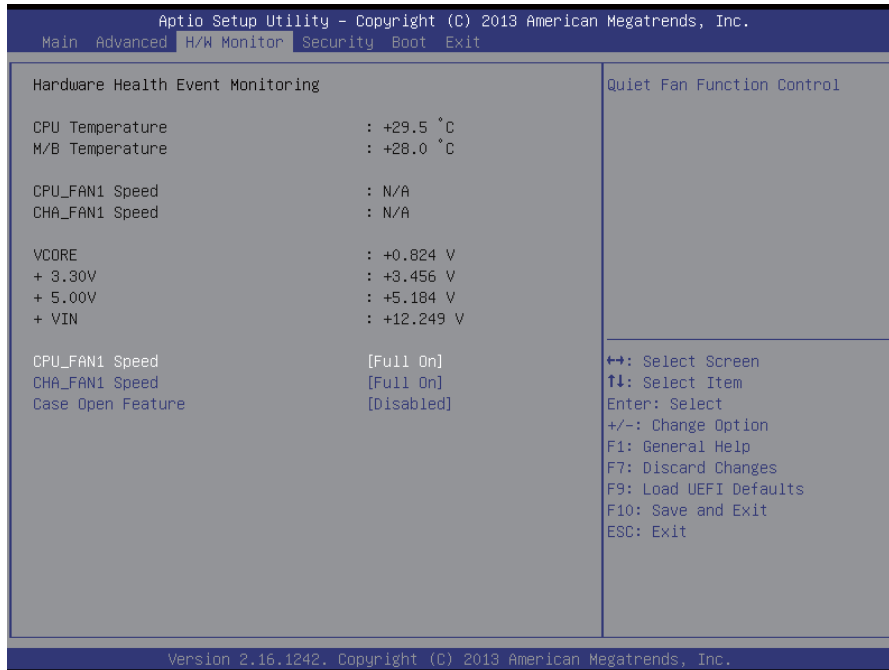 Aptio Setup Utility – Copyright (C) 2013 American Megatrends, Inc.
Main Advanced H/W Monitor Security Boot Exit
Hardware Health Event Monitoring
CPU Temperature : +29.5 °C
M/B Temperature : +28.0 °C
CPU_FAN1 Speed : N/A
CHA_FAN1 Speed : N/A
VCORE : +0.824 V
+ 3.30V : +3.456 V
+ 5.00V : +5.184 V
+ VIN : +12.249 V
CPU_FAN1 Speed [Full On]
CHA_FAN1 Speed [Full On]
Case Open Feature [Disabled]
Quiet Fan Function Control
↔: Select Screen
↑↓: Select Item
Enter: Select
+/-: Change Option
F1: General Help
F7: Discard Changes
F9: Load UEFI Defaults
F10: Save and Exit
ESC: Exit
Version 2.16.1242. Copyright (C) 2013 American Megatrends, Inc.